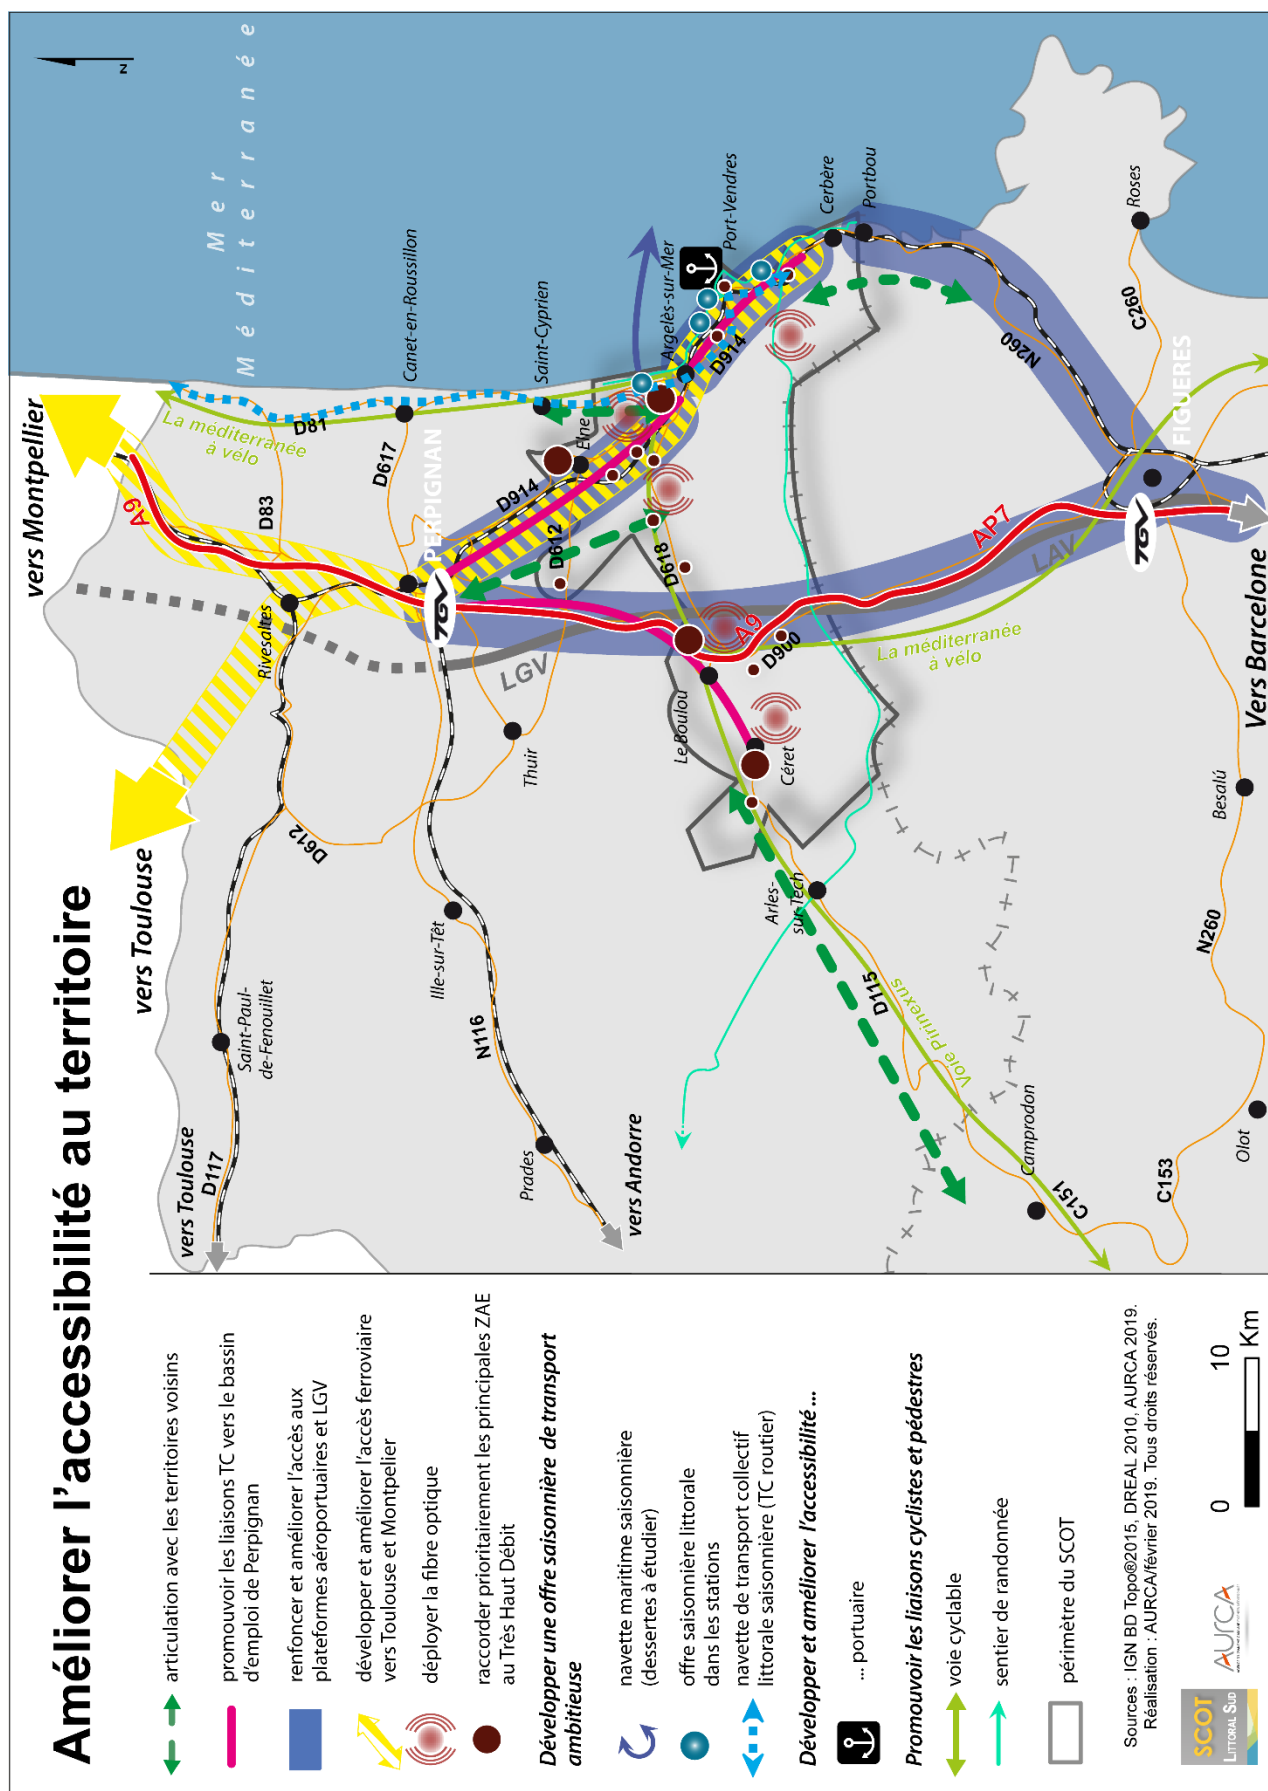 Améliorer l'accessibilité au territoire
articulation avec les territoires voisins
promouvoir les liaisons TC vers le bassin
d'emploi de Perpignan
renfoncer et améliorer l'accès aux
plateformes aéroportuaires et LGV
développer et améliorer l'accès ferroviaire
vers Toulouse et Montpelier
déployer la fibre optique
raccorder prioritairement les principales ZAE
au Très Haut Débit
Développer une offre saisonnière de transport
ambitieuse
navette maritime saisonnière
(dessertes à étudier)
offre saisonnière littorale
dans les stations
navette de transport collectif
littorale saisonnière (TC routier)
Développer et améliorer l'accessibilité ...
... portuaire
Promouvoir les liaisons cyclistes et pédestres
voie cyclable
sentier de randonnée
périmètre du SCOT
Sources : IGN BD Topo®2015, DREAL 2010, AURCA 2019.
Réalisation : AURCA/février 2019. Tous droits réservés.
SCOT
LITTORAL SUD
AURCA
0
10
Km
vers Toulouse
D117
Saint-Paul-
de-Fenouillet
vers Toulouse
D612
Rivesaltes
vers Montpellier
A9
D83
La méditerranée
à vélo
D81
Mer
Méditerranée
N
Prades
N116
Ille-sur-Têt
Thuir
LGV
TGV
PERPIGNAN
D617
Canet-en-Roussillon
D914
D612
Elne
Saint-Cyprien
vers Andorre
Arles-
sur-Tech
Céret
Le Boulou
D618
A9
D900
Argelès-sur-Mer
D914
Port-Vendres
Cerbère
Portbou
D115
Voie Pirinexus
Camprodon
C151
La méditerranée
à vélo
AP7
LAV
N260
C153
Olot
N260
Besalú
Vers Barcelone
TGV
FIGUERES
C260
Roses